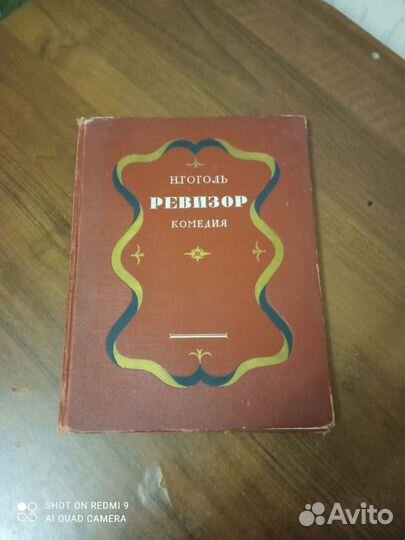 Н.ГОГОЛЬ
РЕВИЗОР
КОМЕДИЯ
SHOT ON REDMI 9
AI QUAD CAMERA
Avito